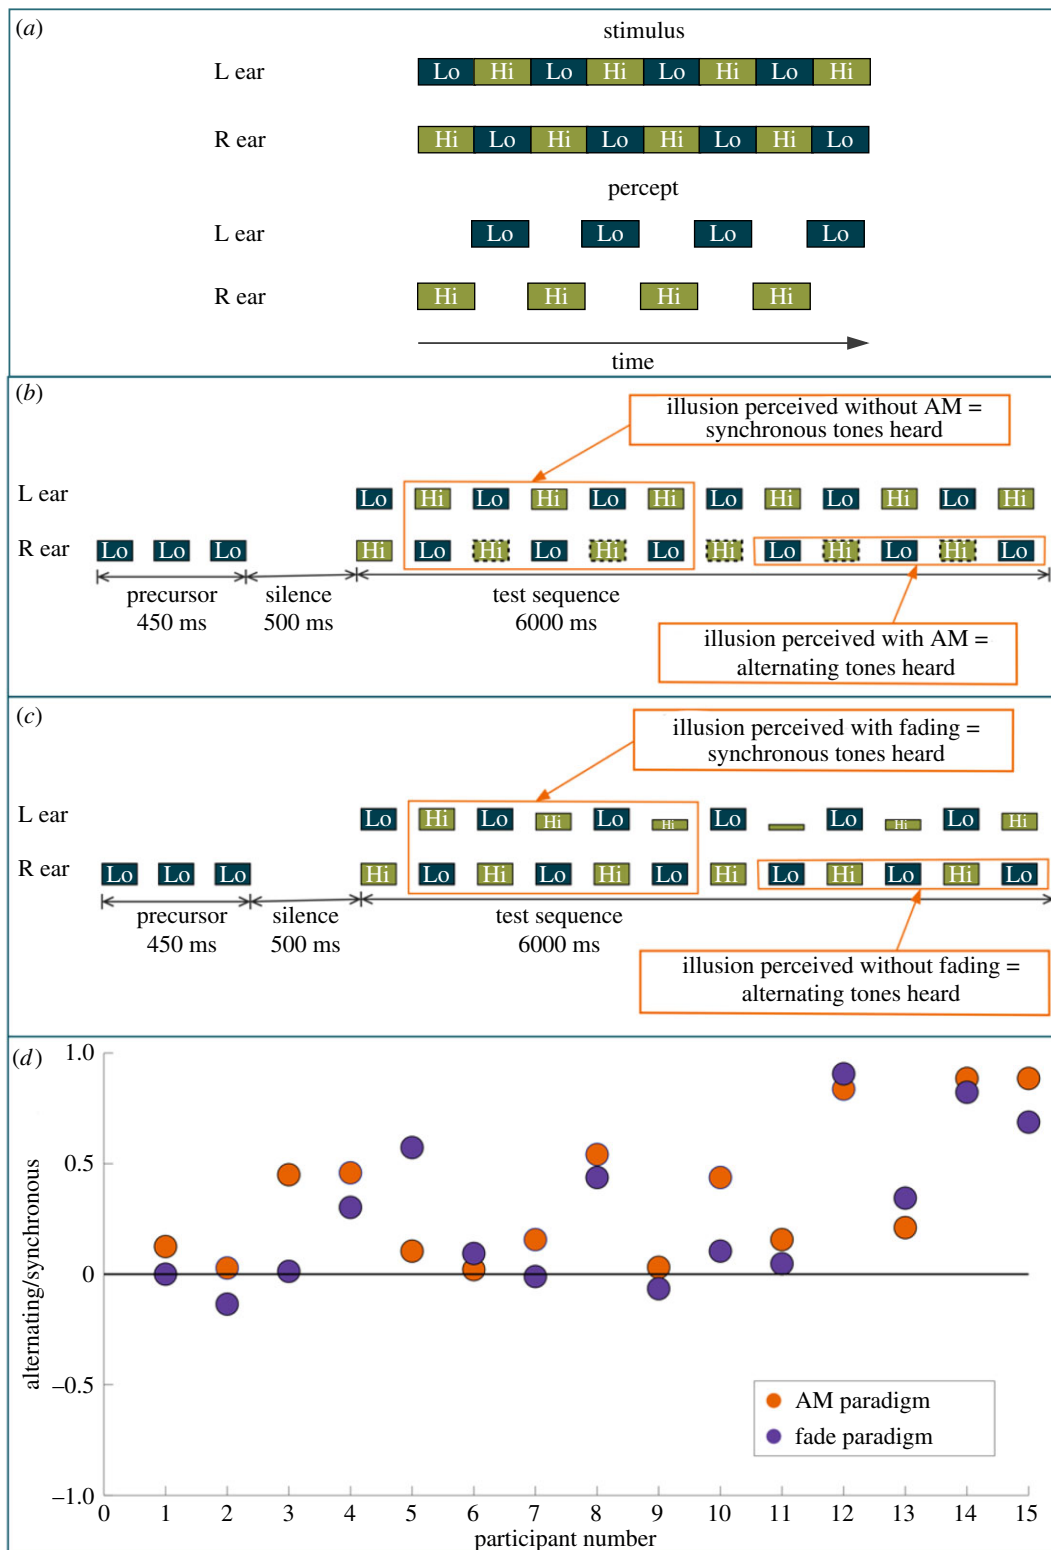 (a)
stimulus
L ear Lo Hi Lo Hi Lo Hi Lo Hi
R ear Hi Lo Hi Lo Hi Lo Hi Lo
percept
L ear Lo Lo Lo Lo
R ear Hi Hi Hi Hi
time
(b)
illusion perceived without AM =
synchronous tones heard
L ear Lo Hi Lo Hi Lo Hi Lo Hi Lo Hi Lo Hi
R ear Lo Lo Lo Hi Lo Hi Lo Hi Lo Hi Lo Hi Lo Hi Lo
precursor silence test sequence
450 ms 500 ms 6000 ms
illusion perceived with AM =
alternating tones heard
(c)
illusion perceived with fading =
synchronous tones heard
L ear Lo Hi Lo Hi Lo Hi Lo Lo Hi Lo Hi
R ear Lo Lo Lo Hi Lo Hi Lo Hi Lo Hi Lo Hi Lo Hi Lo
precursor silence test sequence
450 ms 500 ms 6000 ms
illusion perceived without fading =
alternating tones heard
(d)
1.0
0.5
0
–0.5
–1.0
alternating/synchronous
AM paradigm
fade paradigm
0 1 2 3 4 5 6 7 8 9 10 11 12 13 14 15
participant number